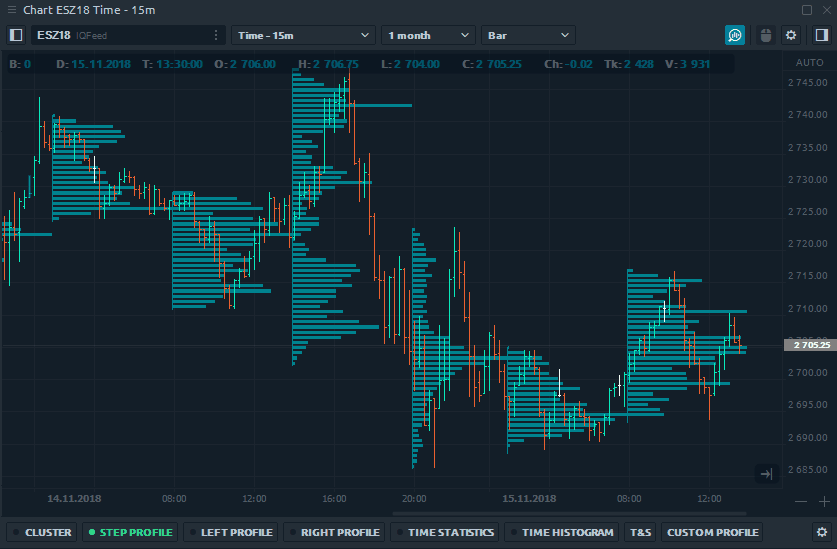 Chart ESZ18 Time - 15m
ESZ18 IQFeed Time - 15m 1 month Bar
B: 0 D: 15.11.2018 T: 13:30:00 O: 2 706.00 H: 2 706.75 L: 2 704.00 C: 2 705.25 Ch: -0.02 Tk: 2 428 V: 3 931 AUTO
2 745.00
2 740.00
2 735.00
2 730.00
2 725.00
2 720.00
2 715.00
2 710.00
2 705.25
2 700.00
2 695.00
2 690.00
2 685.00
14.11.2018 08:00 12:00 16:00 20:00 15.11.2018 08:00 12:00
CLUSTER STEP PROFILE LEFT PROFILE RIGHT PROFILE TIME STATISTICS TIME HISTOGRAM T&S CUSTOM PROFILE